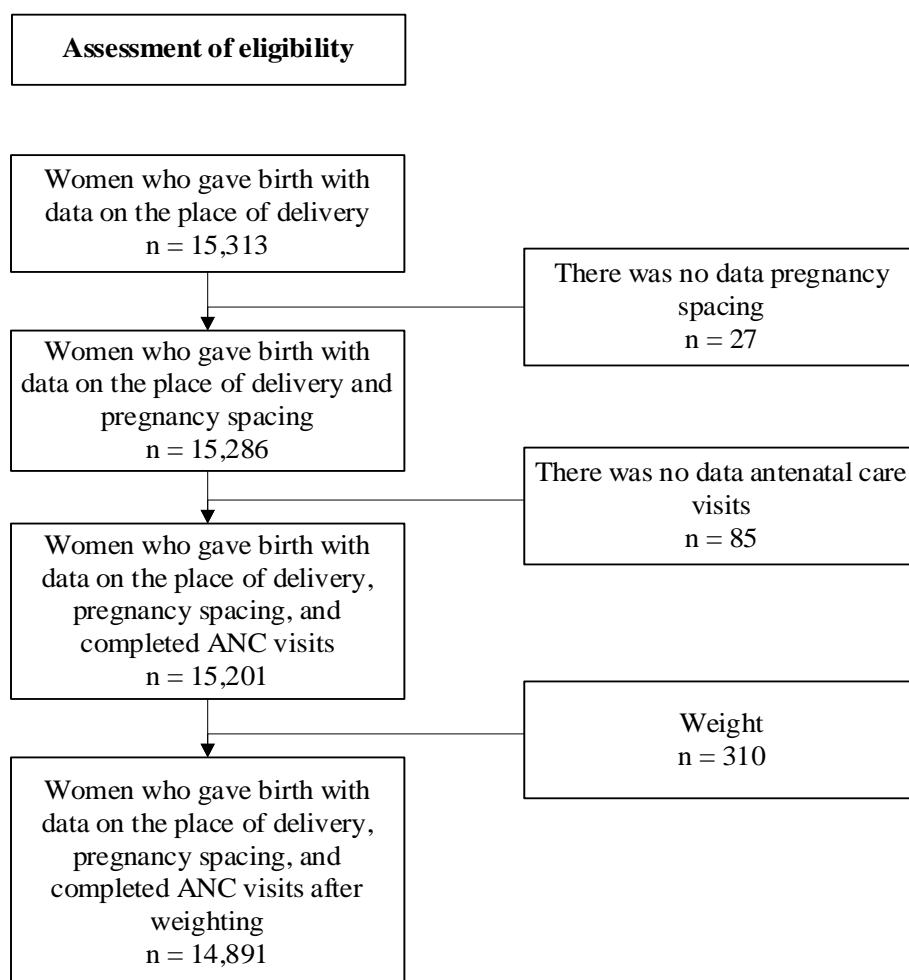 Assessment of eligibility
Women who gave birth with
data on the place of delivery
n = 15,313
There was no data pregnancy
spacing
n = 27
Women who gave birth with
data on the place of delivery and
pregnancy spacing
n = 15,286
There was no data antenatal care
visits
n = 85
Women who gave birth with
data on the place of delivery,
pregnancy spacing, and
completed ANC visits
n = 15,201
Weight
n = 310
Women who gave birth with
data on the place of delivery,
pregnancy spacing, and
completed ANC visits after
weighting
n = 14,891